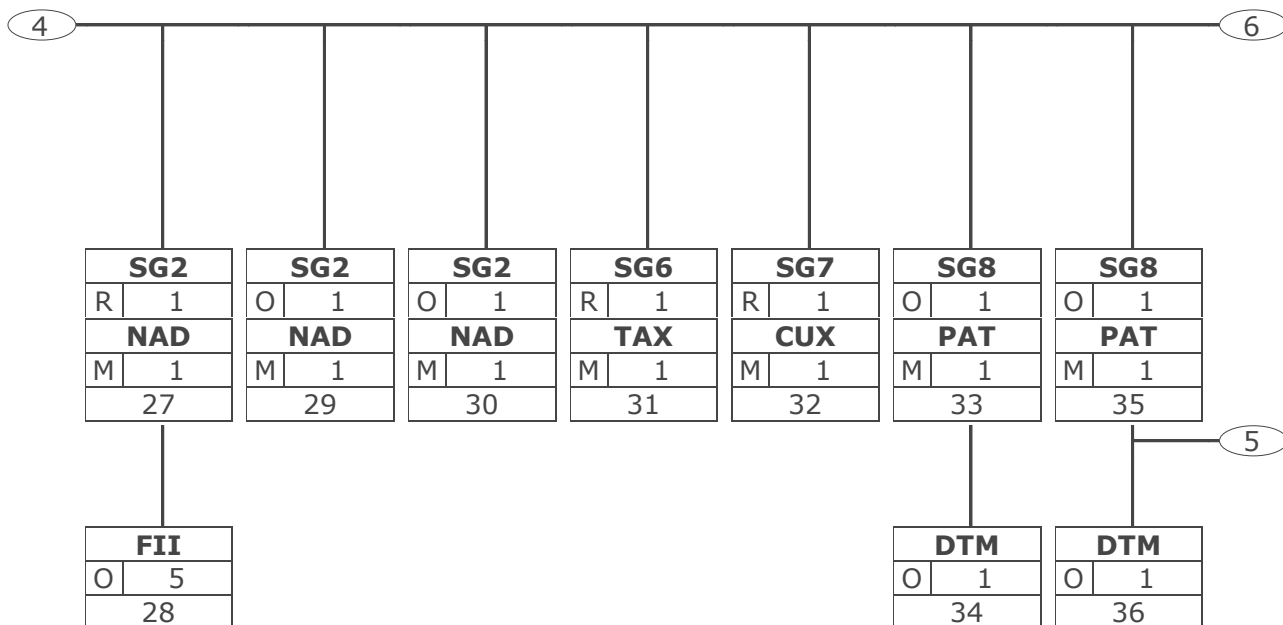 4 6
SG2 SG2 SG2 SG6 SG7 SG8 SG8
R 1 O 1 O 1 R 1 R 1 O 1 O 1
NAD NAD NAD TAX CUX PAT PAT
M 1 M 1 M 1 M 1 M 1 M 1 M 1
27 29 30 31 32 33 35
5
FII DTM DTM
O 5 O 1 O 1
28 34 36